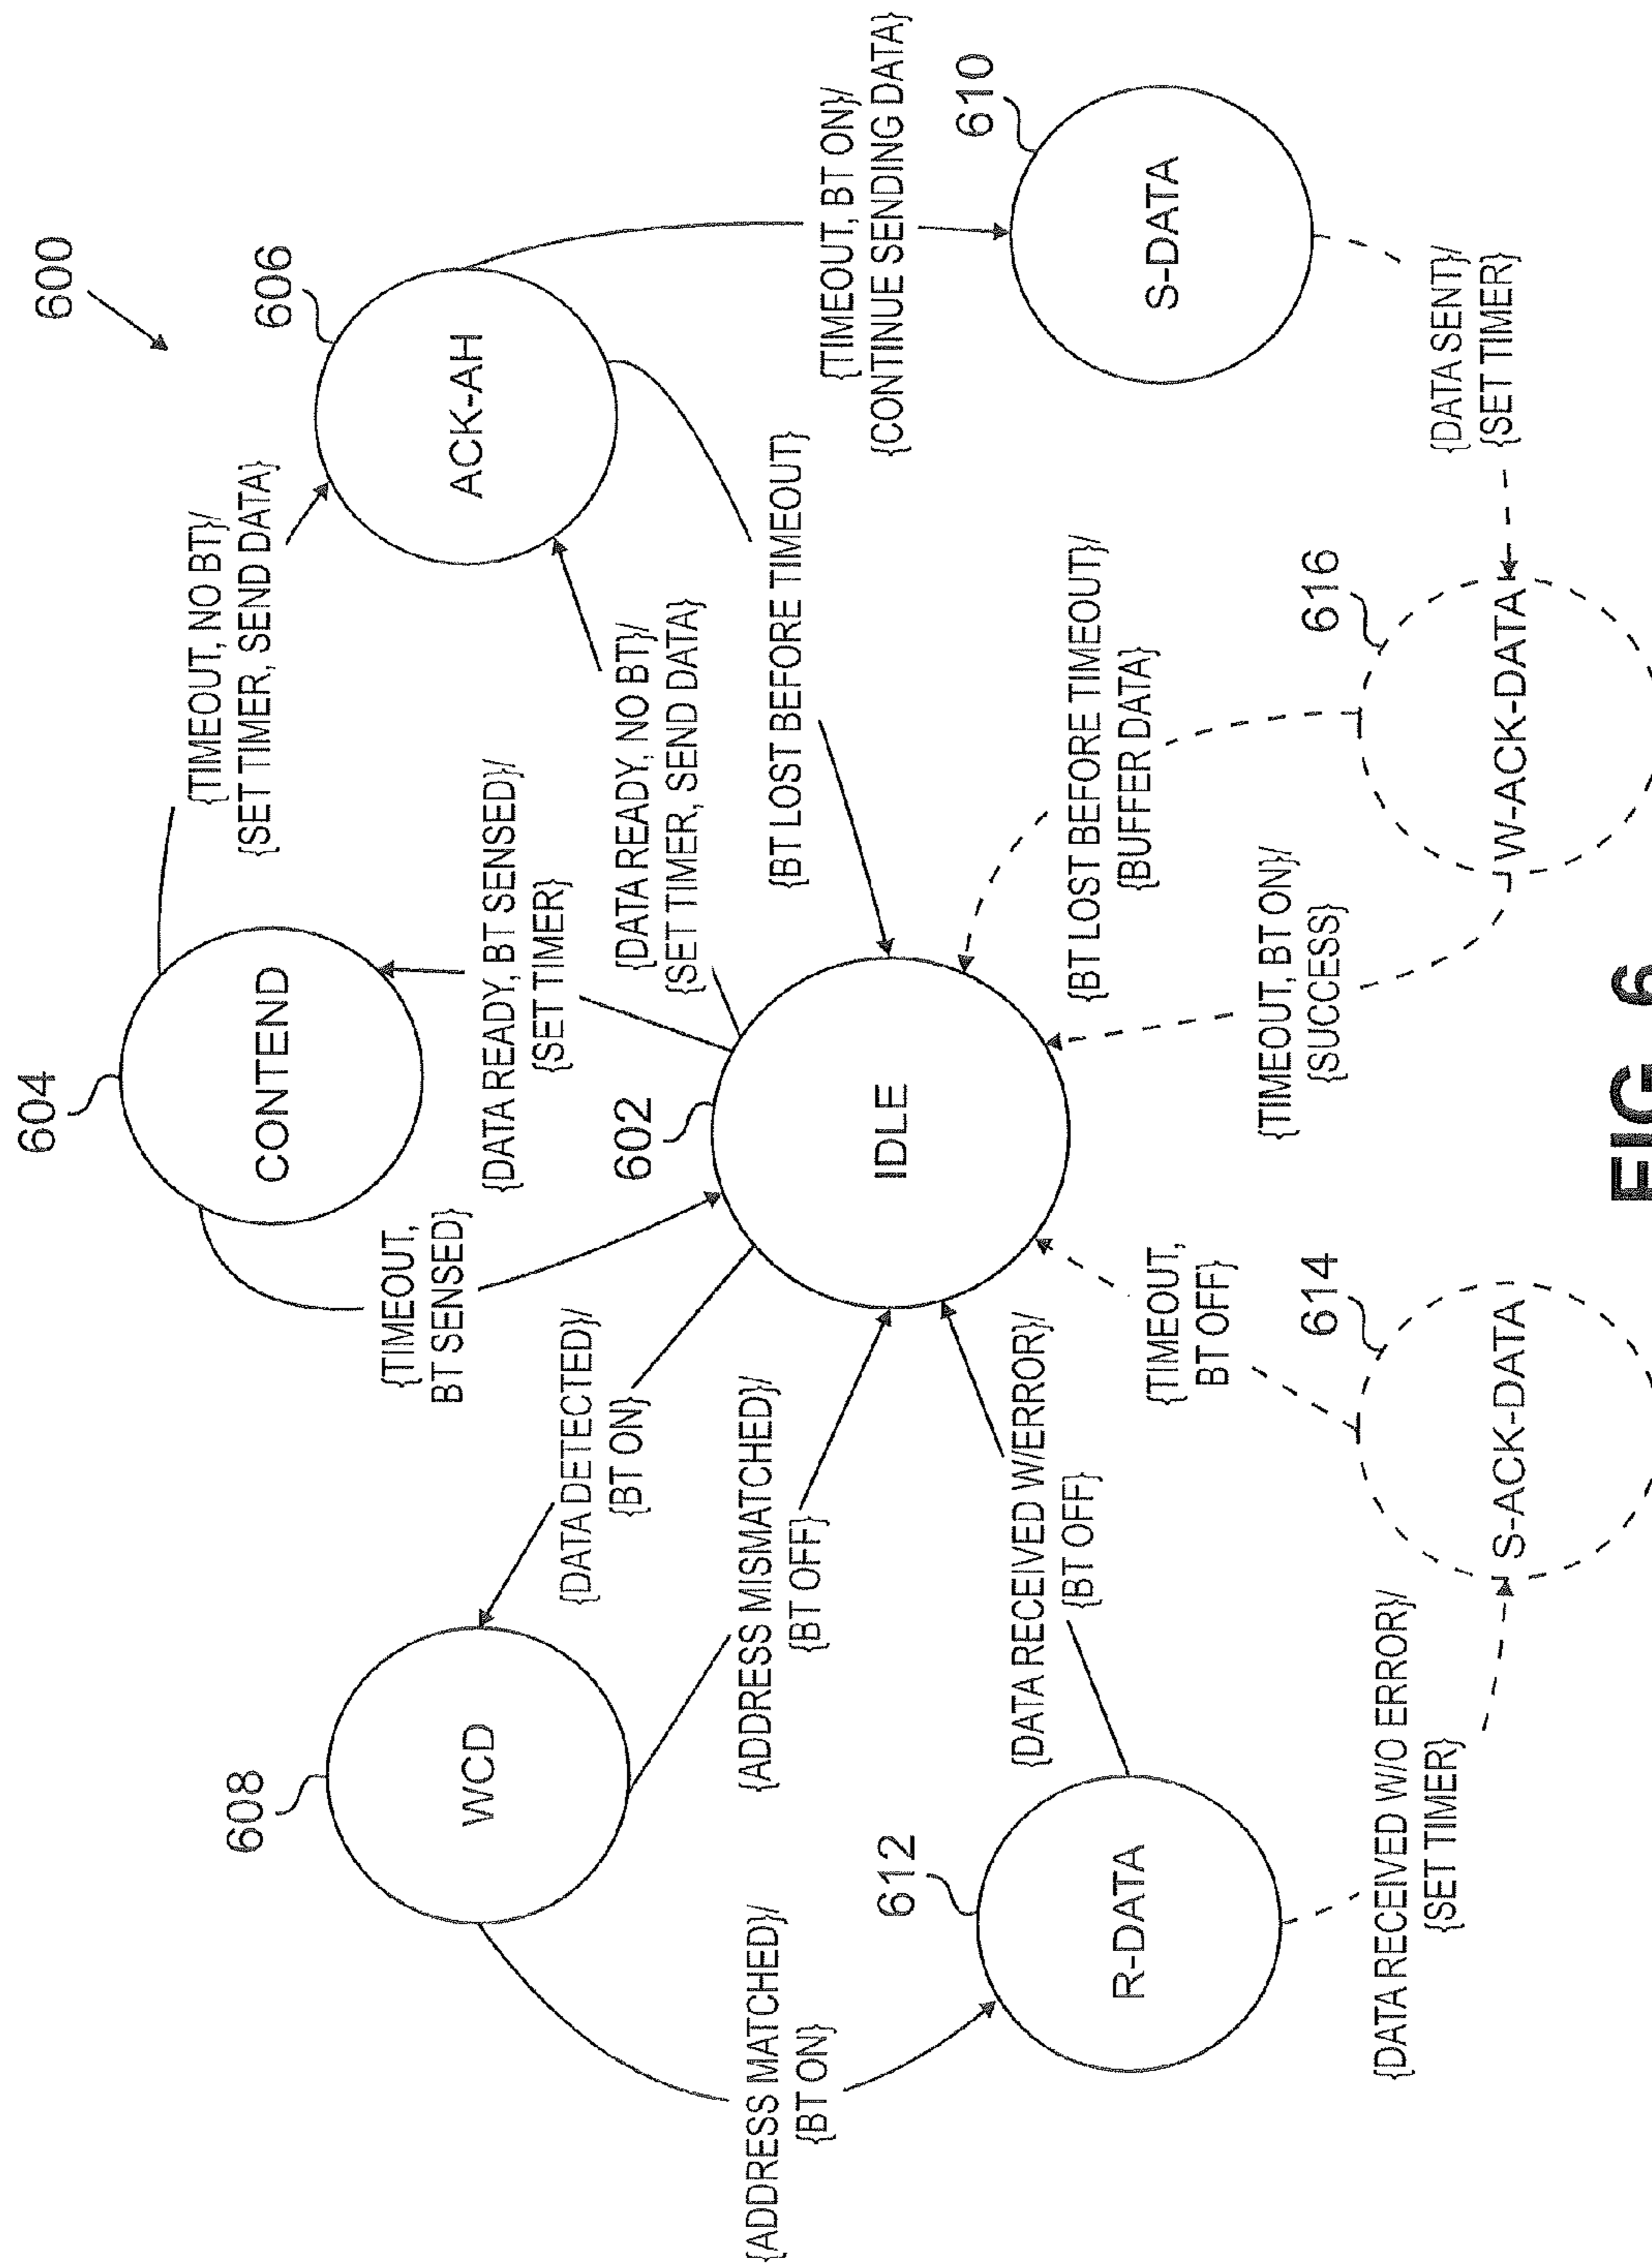 600
604
CONTEND
{TIMEOUT, NO BT}/
{SET TIMER, SEND DATA}
606
ACK-AH
{TIMEOUT,
BT SENSED}
{DATA READY, BT SENSED}/
{SET TIMER}
{DATA READY, NO BT}/
{SET TIMER, SEND DATA}
{BT LOST BEFORE TIMEOUT}
{TIMEOUT, BT ON}/
{CONTINUE SENDING DATA}
608
WCD
{DATA DETECTED}/
{BT ON}
602
IDLE
610
S-DATA
{ADDRESS MISMATCHED}/
{BT OFF}
{ADDRESS MATCHED}/
{BT ON}
612
R-DATA
{DATA RECEIVED W/ERROR}/
{BT OFF}
{TIMEOUT,
BT OFF}
{BT LOST BEFORE TIMEOUT}/
{BUFFER DATA}
{TIMEOUT, BT ON}/
{SUCCESS}
{DATA SENT}/
{SET TIMER}
{DATA RECEIVED W/O ERROR}/
{SET TIMER}
614
S-ACK-DATA
616
W-ACK-DATA
FIG. 6